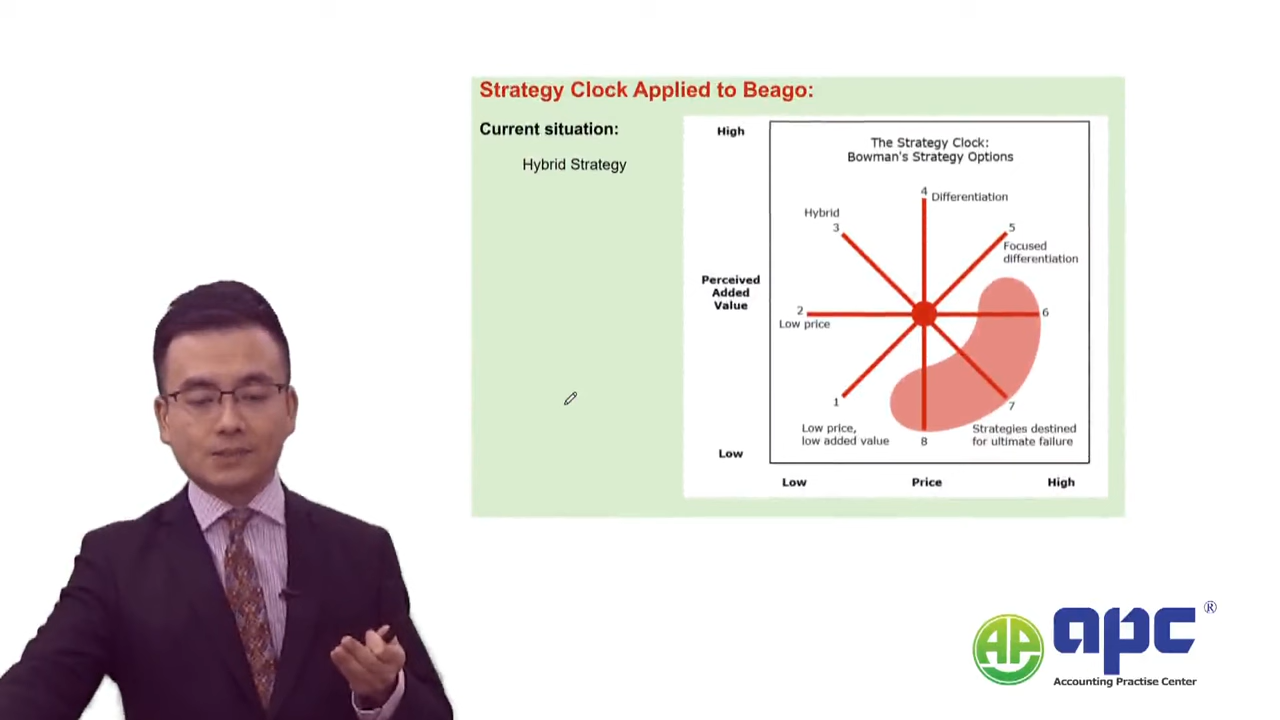 Strategy Clock Applied to Beago:
Current situation:
Hybrid Strategy
High
The Strategy Clock:
Bowman's Strategy Options
4
Differentiation
Hybrid
3
5
Focused
differentiation
Perceived
Added
Value
2
Low price
6
1
7
Low price,
low added value
8
Strategies destined
for ultimate failure
Low
Low
Price
High
AP
apc
®
Accounting Practise Center